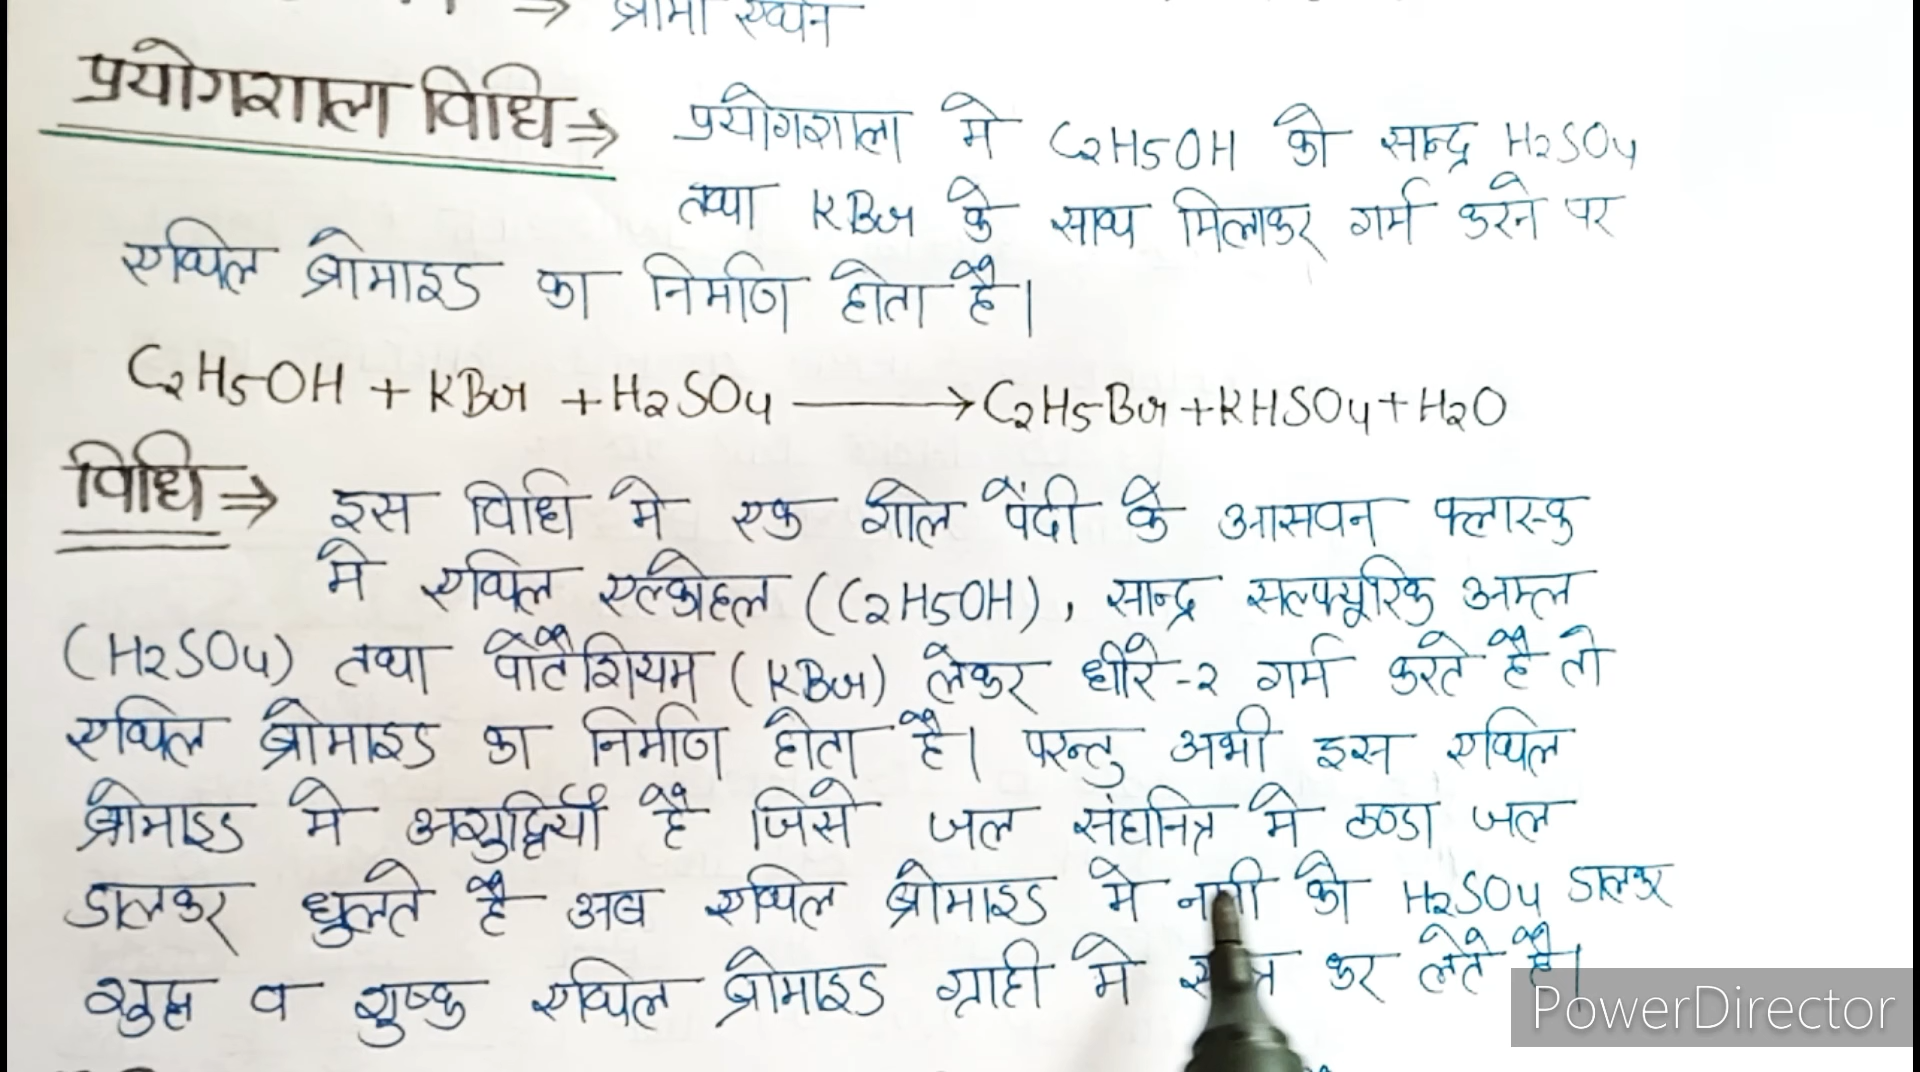 ⇒ ब्रोमो एथेन
प्रयोगशाला विधि ⇒ प्रयोगशाला मे C2H5OH को सान्द्र H2SO4
तथा KBr के साथ मिलाकर गर्म करने पर
एथिल ब्रोमाइड का निर्माण होता है।
C2H5-OH + KBr + H2SO4 ⟶ C2H5-Br + KHSO4 + H2O
विधि ⇒ इस विधि मे एक गोल पेंदी के आसवन फ्लास्क
मे एथिल एल्कोहल (C2H5OH), सान्द्र सल्फ्यूरिक अम्ल
(H2SO4) तथा पोटैशियम (KBr) लेकर धीरे-२ गर्म करते है तो
एथिल ब्रोमाइड का निर्माण होता है। परन्तु अभी इस एथिल
ब्रोमाइड मे अशुद्धियाँ है जिसे जल संघनित्र मे ठण्डा जल
डालकर धुलते है अब एथिल ब्रोमाइड मे नमी को H2SO4 डालकर
शुद्ध व शुष्क एथिल ब्रोमाइड ग्राही मे कर लेते है।
PowerDirector